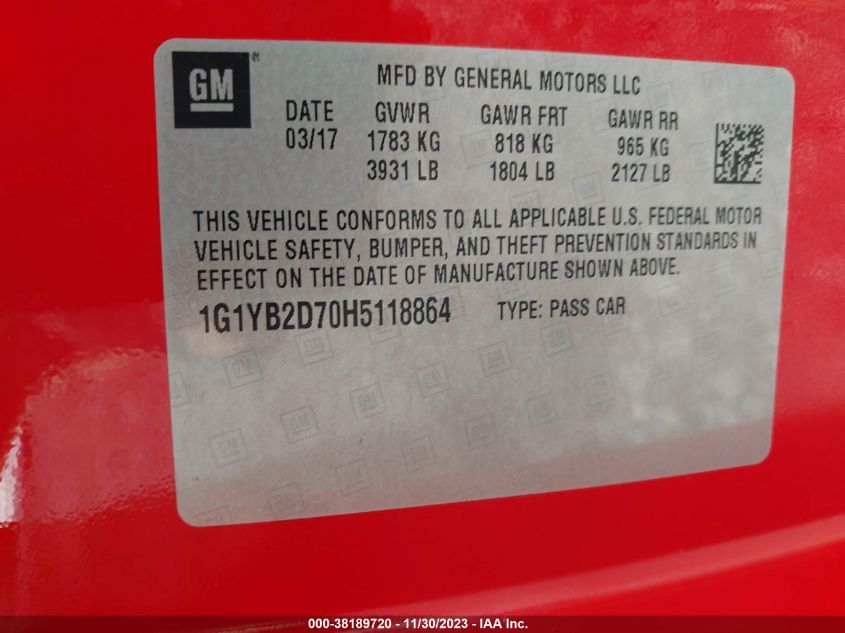 GM®
MFD BY GENERAL MOTORS LLC
DATE GVWR GAWR FRT GAWR RR
03/17 1783 KG 818 KG 965 KG
3931 LB 1804 LB 2127 LB
THIS VEHICLE CONFORMS TO ALL APPLICABLE U.S. FEDERAL MOTOR
VEHICLE SAFETY, BUMPER, AND THEFT PREVENTION STANDARDS IN
EFFECT ON THE DATE OF MANUFACTURE SHOWN ABOVE.
1G1YB2D70H5118864 TYPE: PASS CAR
000-38189720 - 11/30/2023 - IAA Inc.